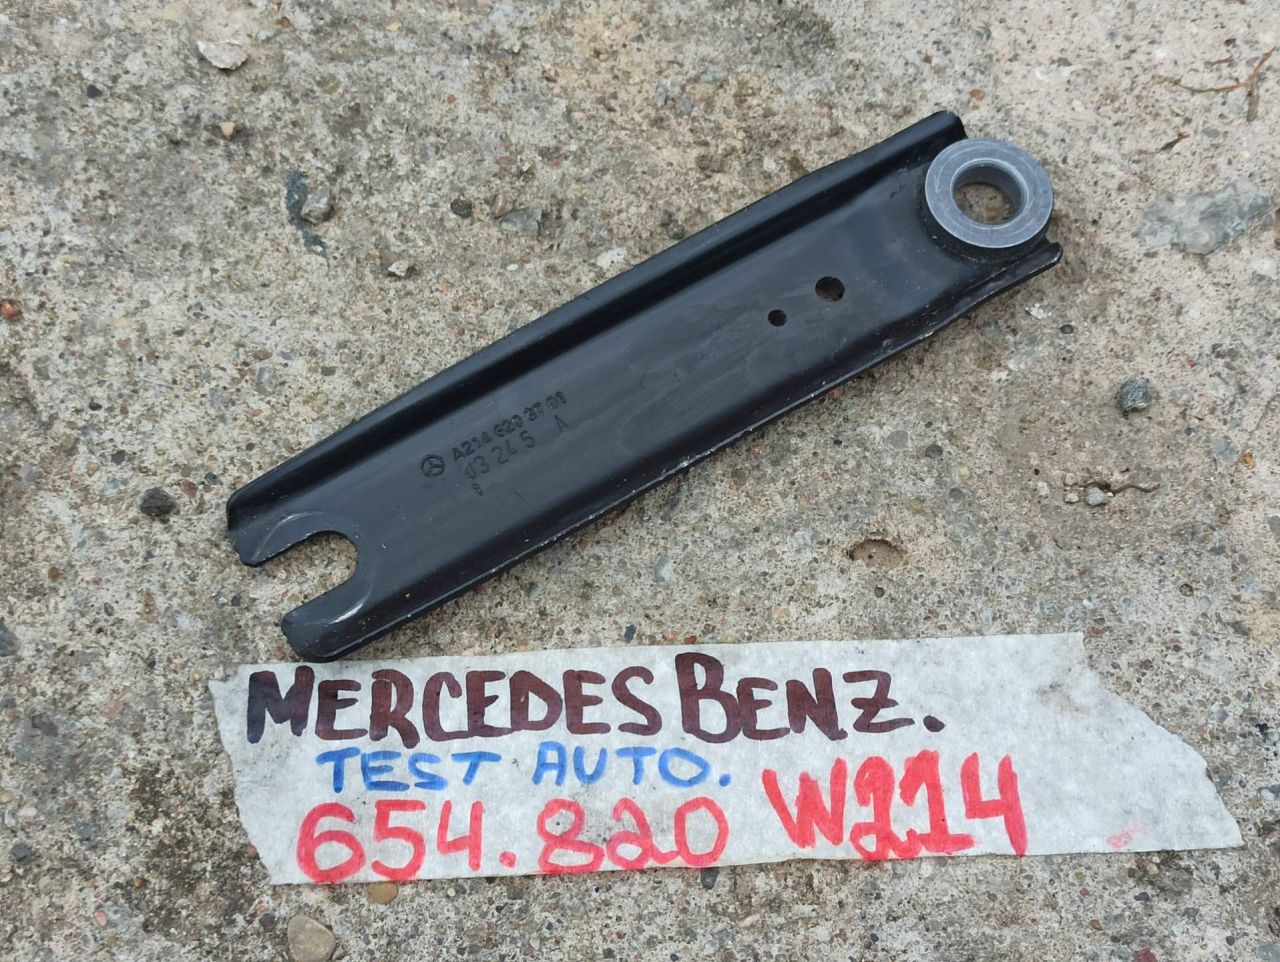 A214 620 37 01
03 24 5 A
MERCEDES BENZ.
TEST AUTO.
654.820 W214